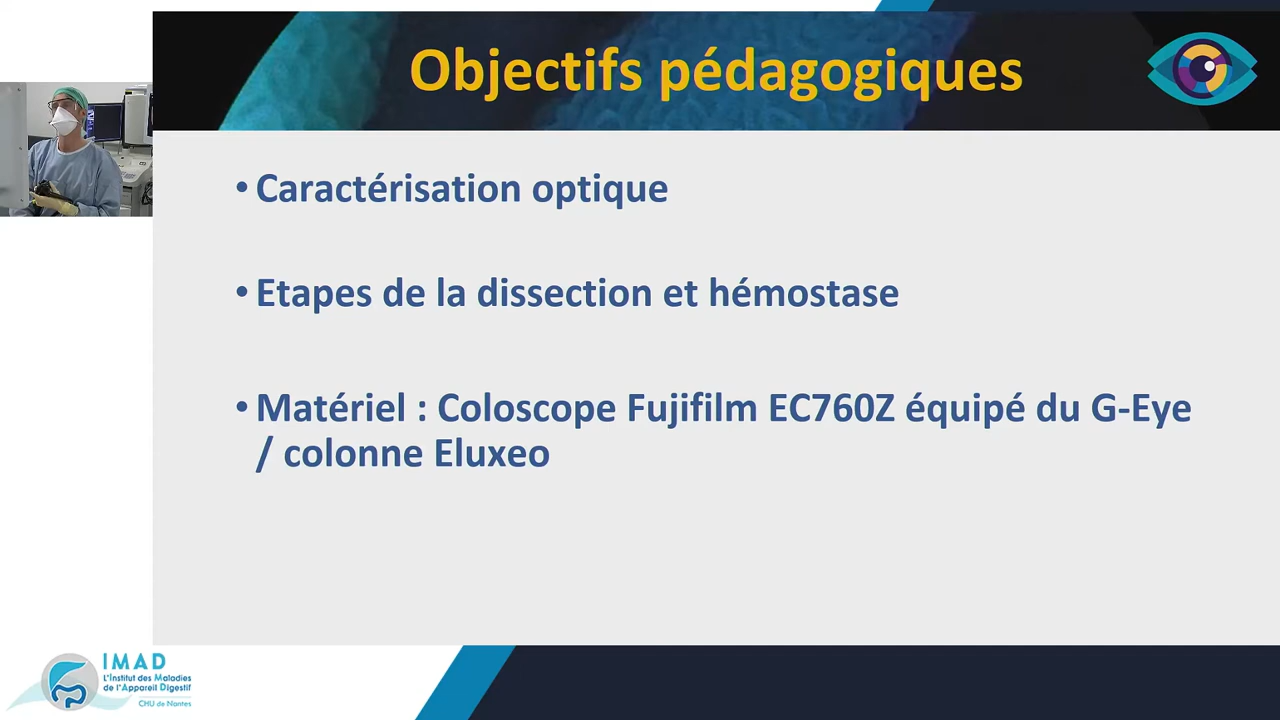 Objectifs pédagogiques
• Caractérisation optique
• Etapes de la dissection et hémostase
• Matériel : Coloscope Fujifilm EC760Z équipé du G-Eye
/ colonne Eluxeo
IMAD
L'Institut des Maladies
de l'Appareil Digestif
CHU de Nantes